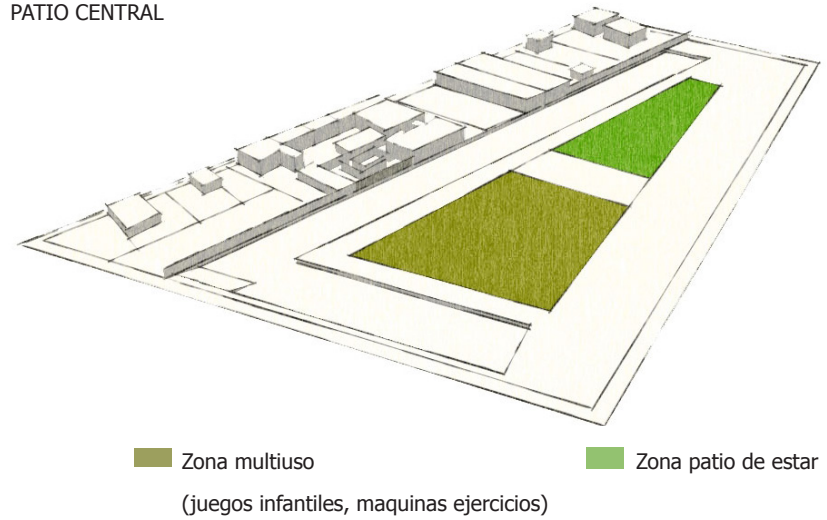 PATIO CENTRAL
Zona multiuso
(juegos infantiles, maquinas ejercicios)
Zona patio de estar